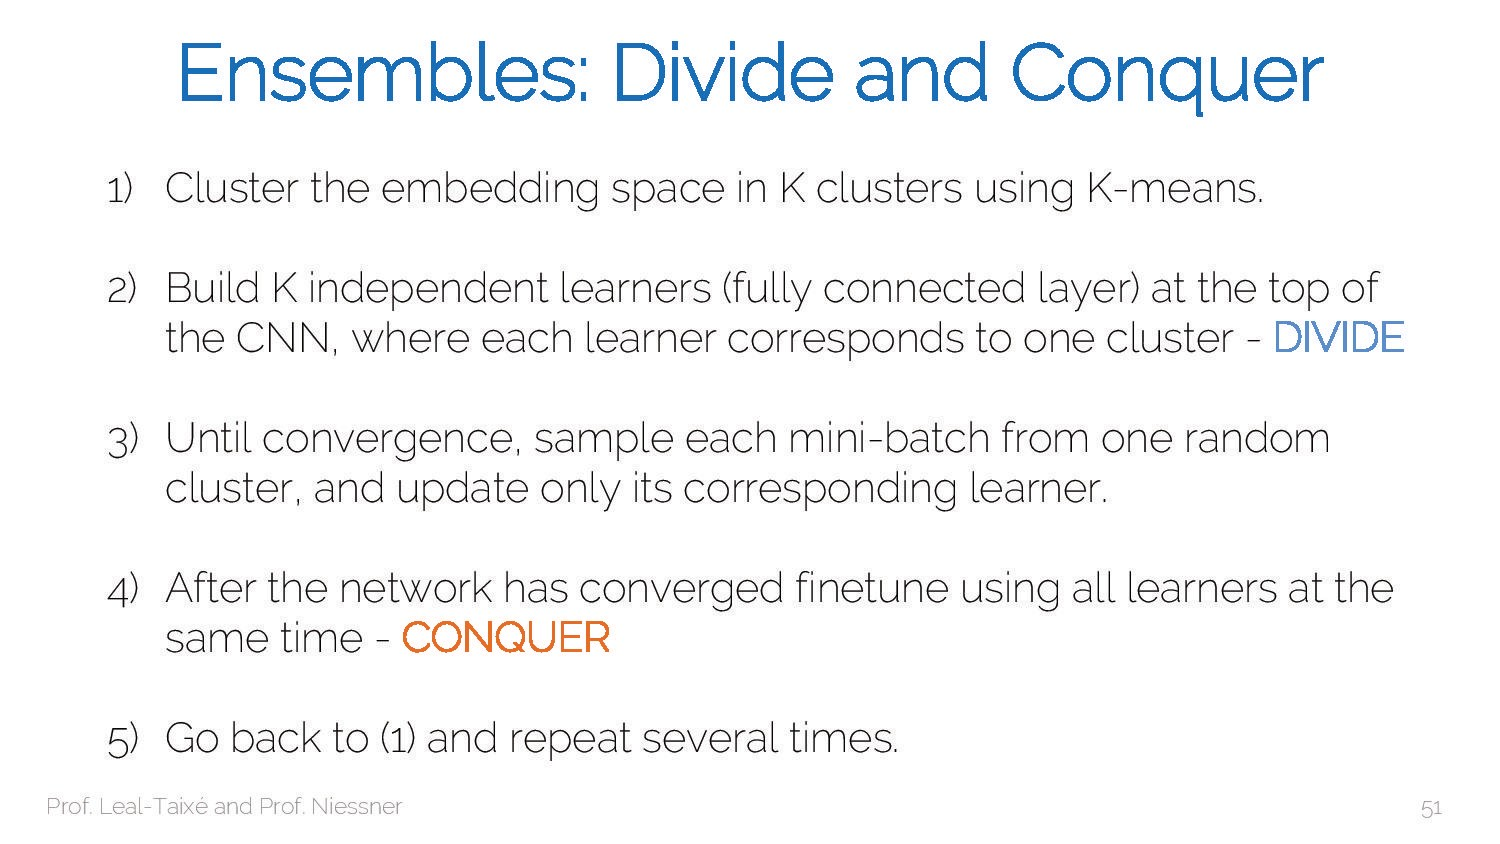 Ensembles: Divide and Conquer
1) Cluster the embedding space in K clusters using K-means.
2) Build K independent learners (fully connected layer) at the top of
the CNN, where each learner corresponds to one cluster - DIVIDE
3) Until convergence, sample each mini-batch from one random
cluster, and update only its corresponding learner.
4) After the network has converged finetune using all learners at the
same time - CONQUER
5) Go back to (1) and repeat several times.
Prof. Leal-Taixé and Prof. Niessner
51